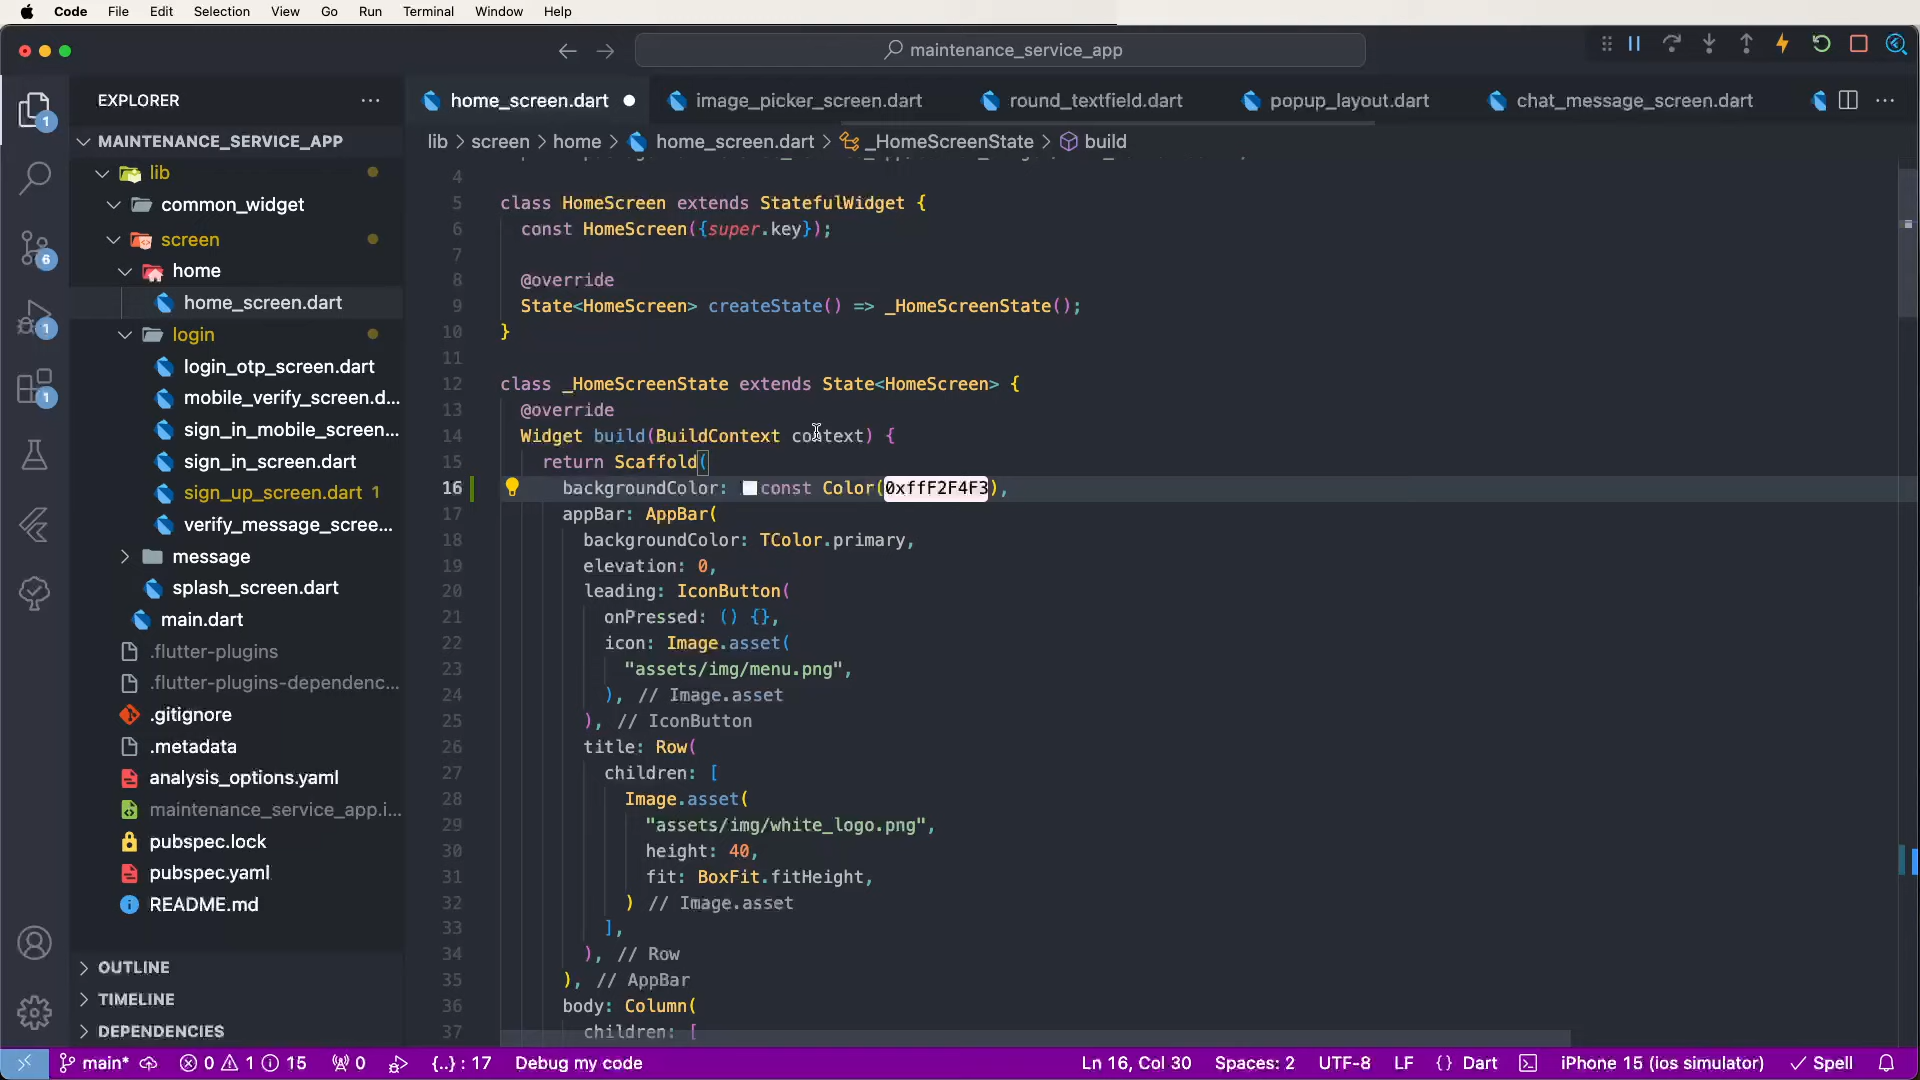 Code File Edit Selection View Go Run Terminal Window Help
maintenance_service_app
EXPLORER
home_screen.dart
image_picker_screen.dart
round_textfield.dart
popup_layout.dart
chat_message_screen.dart
lib > screen > home > home_screen.dart > _HomeScreenState > build
1
6
1
1
MAINTENANCE_SERVICE_APP
lib
common_widget
screen
home
home_screen.dart
login
login_otp_screen.dart
mobile_verify_screen.d...
sign_in_mobile_screen...
sign_in_screen.dart
sign_up_screen.dart 1
verify_message_scree...
message
splash_screen.dart
main.dart
.flutter-plugins
.flutter-plugins-dependenc...
.gitignore
.metadata
analysis_options.yaml
maintenance_service_app.i...
pubspec.lock
pubspec.yaml
README.md
OUTLINE
TIMELINE
DEPENDENCIES
4
5 class HomeScreen extends StatefulWidget {
6 const HomeScreen({super.key});
7
8 @override
9 State<HomeScreen> createState() => _HomeScreenState();
10 }
11
12 class _HomeScreenState extends State<HomeScreen> {
13 @override
14 Widget build(BuildContext context) {
15 return Scaffold(
16 backgroundColor: const Color(0xffF2F4F3),
17 appBar: AppBar(
18 backgroundColor: TColor.primary,
19 elevation: 0,
20 leading: IconButton(
21 onPressed: () {},
22 icon: Image.asset(
23 "assets/img/menu.png",
24 ), // Image.asset
25 ), // IconButton
26 title: Row(
27 children: [
28 Image.asset(
29 "assets/img/white_logo.png",
30 height: 40,
31 fit: BoxFit.fitHeight,
32 ) // Image.asset
33 ],
34 ), // Row
35 ), // AppBar
36 body: Column(
37 children: [
main* 0 1 15 0 {..} : 17 Debug my code Ln 16, Col 30 Spaces: 2 UTF-8 LF {} Dart iPhone 15 (ios simulator) Spell